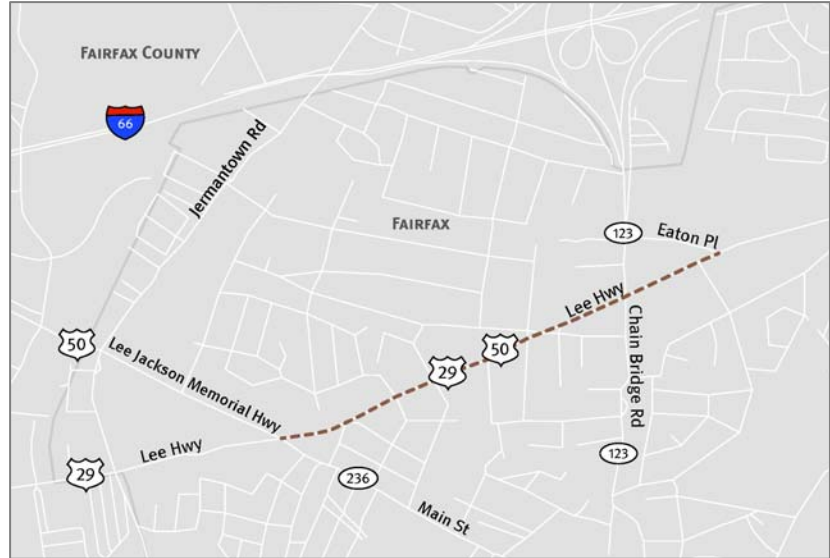 FAIRFAX COUNTY
66
Jermantown Rd
FAIRFAX
123
Eaton Pl
Lee Hwy
50
50
Lee Jackson Memorial Hwy
29
Chain Bridge Rd
Lee Hwy
29
236
123
Main St